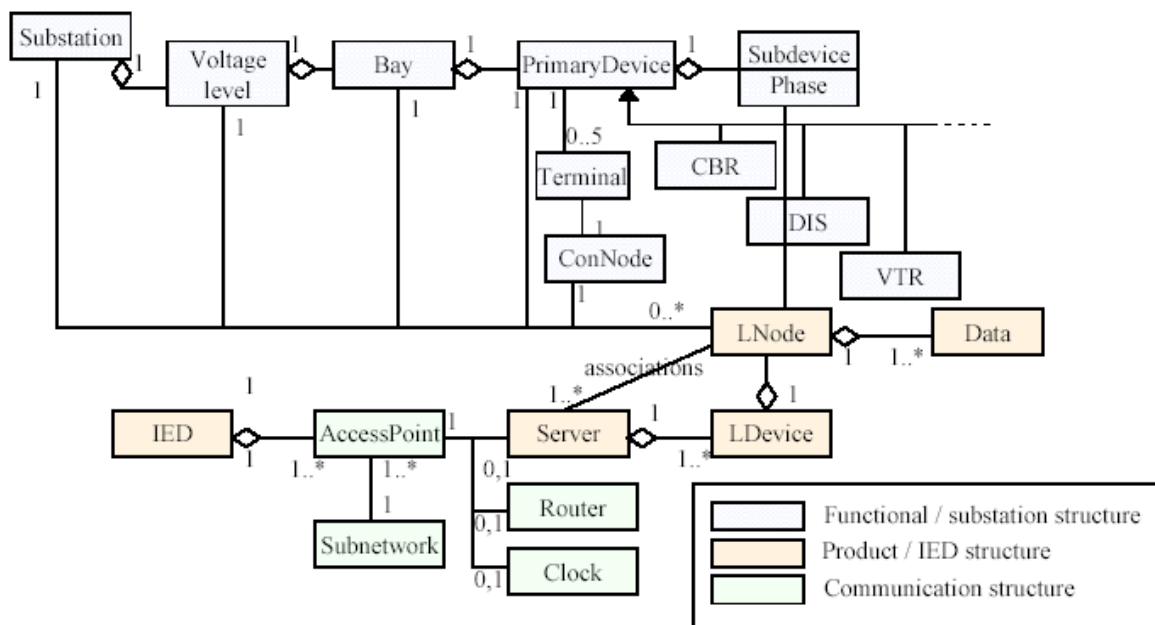 Substation
1
1
Voltage
level
1
1
Bay
1
1
PrimaryDevice
1
1
1
Subdevice
Phase
0..5
Terminal
1
ConNode
1
CBR
DIS
VTR
0..*
LNode
1
1..*
Data
associations
1..*
1
1
IED
1
1..*
AccessPoint
1..*
1
1
Server
0,1
1
1..*
LDevice
Subnetwork
Router
0,1
Clock
0,1
Functional / substation structure
Product / IED structure
Communication structure